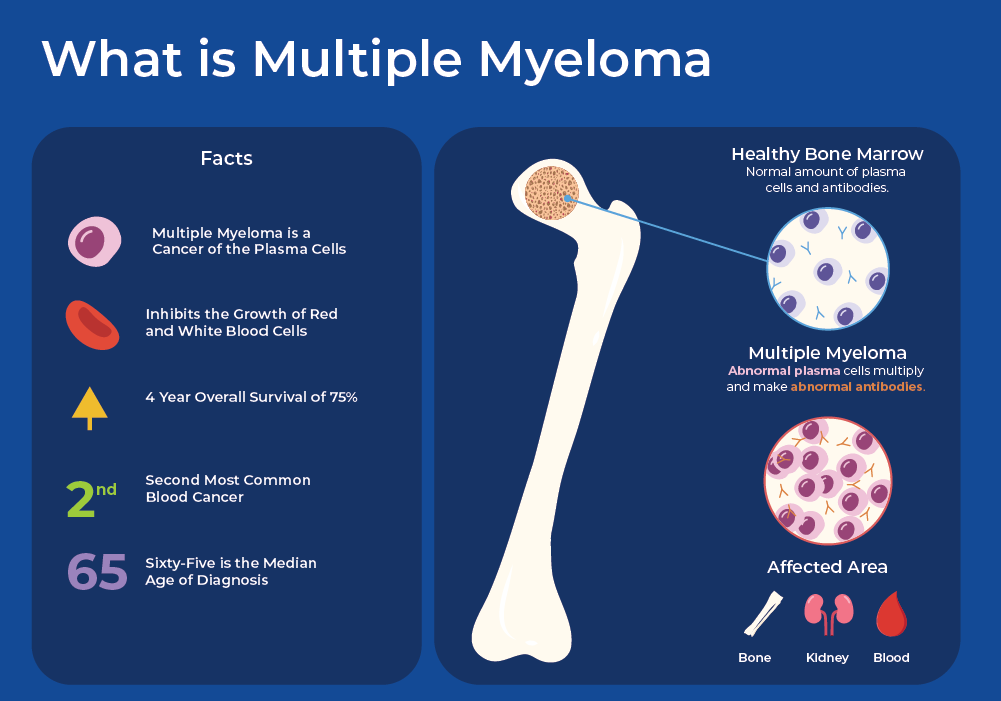 What is Multiple Myeloma
Facts
Multiple Myeloma is a
Cancer of the Plasma Cells
Inhibits the Growth of Red
and White Blood Cells
4 Year Overall Survival of 75%
2nd
Second Most Common
Blood Cancer
65
Sixty-Five is the Median
Age of Diagnosis
Healthy Bone Marrow
Normal amount of plasma
cells and antibodies.
Multiple Myeloma
Abnormal plasma cells multiply
and make abnormal antibodies.
Affected Area
Bone
Kidney
Blood